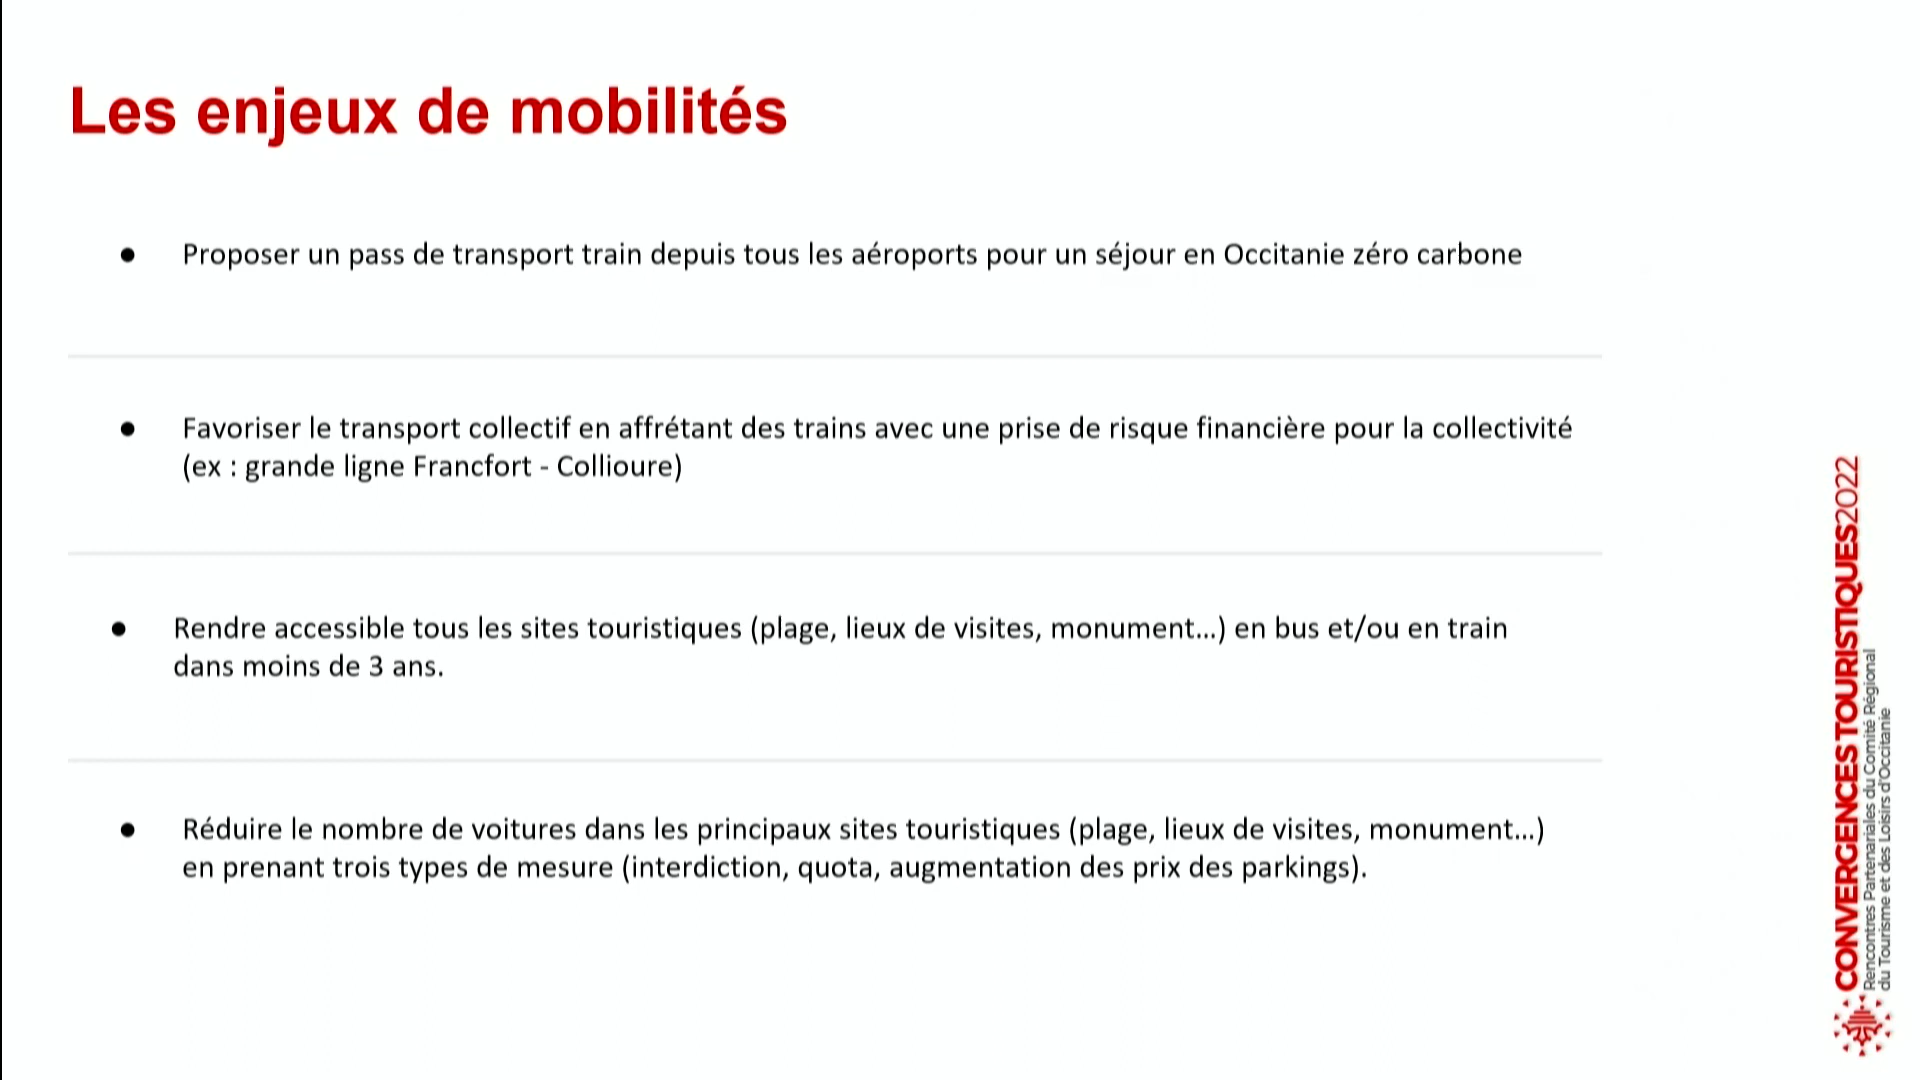 Les enjeux de mobilités
● Proposer un pass de transport train depuis tous les aéroports pour un séjour en Occitanie zéro carbone
● Favoriser le transport collectif en affrétant des trains avec une prise de risque financière pour la collectivité
(ex : grande ligne Francfort - Collioure)
● Rendre accessible tous les sites touristiques (plage, lieux de visites, monument...) en bus et/ou en train
dans moins de 3 ans.
● Réduire le nombre de voitures dans les principaux sites touristiques (plage, lieux de visites, monument...)
en prenant trois types de mesure (interdiction, quota, augmentation des prix des parkings).
CONVERGENCESTOURISTIQUES2022
Rencontres Partenariales du Comité Régional
du Tourisme et des Loisirs d'Occitanie